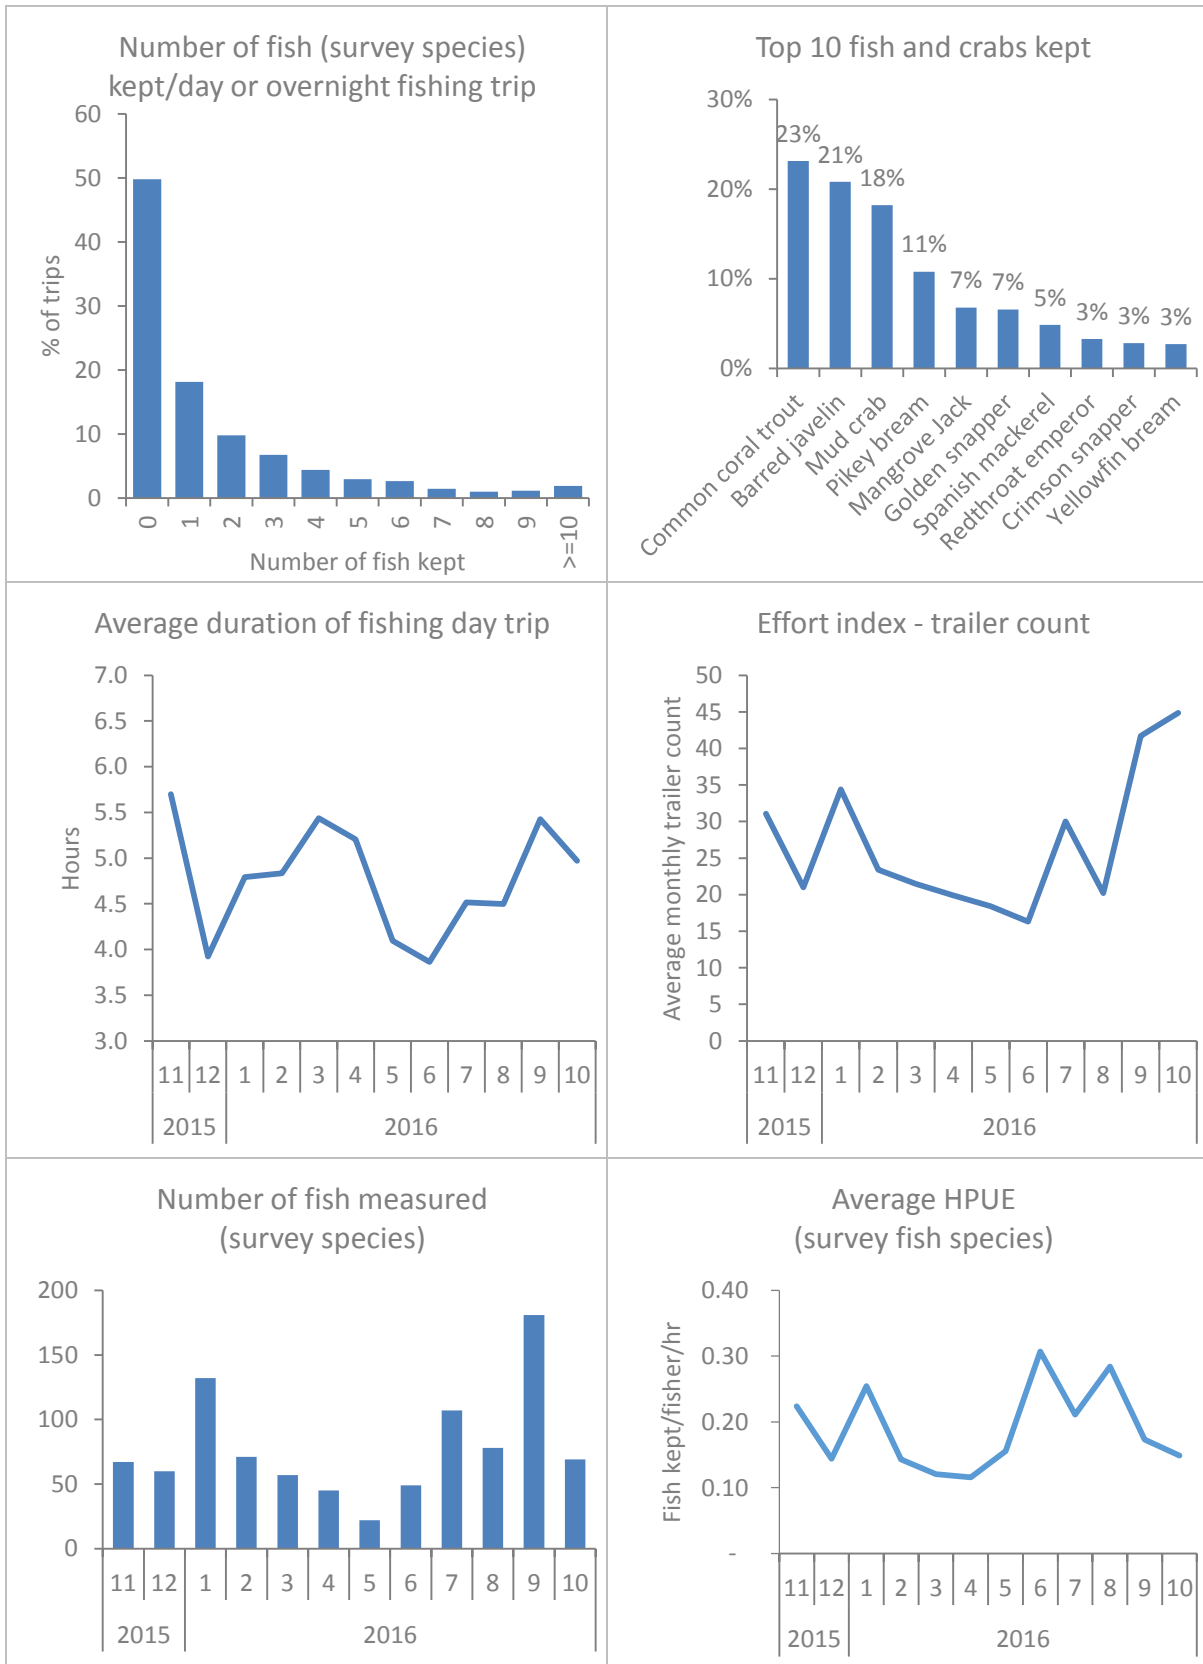 Number of fish (survey species)
kept/day or overnight fishing trip
60
50
40
30
20
10
0
% of trips
0 1 2 3 4 5 6 7 8 9 >=10
Number of fish kept
Top 10 fish and crabs kept
30%
20%
10%
0%
23% 21% 18% 11% 7% 7% 5% 3% 3% 3%
Common coral trout
Barred javelin
Mud crab
Pikey bream
Mangrove Jack
Golden snapper
Spanish mackerel
Redthroat emperor
Crimson snapper
Yellowfin bream
Average duration of fishing day trip
7.0
6.5
6.0
5.5
5.0
4.5
4.0
3.5
3.0
Hours
11 12 1 2 3 4 5 6 7 8 9 10
2015 2016
Effort index - trailer count
50
45
40
35
30
25
20
15
10
5
0
Average monthly trailer count
11 12 1 2 3 4 5 6 7 8 9 10
2015 2016
Number of fish measured
(survey species)
200
150
100
50
0
11 12 1 2 3 4 5 6 7 8 9 10
2015 2016
Average HPUE
(survey fish species)
0.40
0.30
0.20
0.10
-
Fish kept/fisher/hr
11 12 1 2 3 4 5 6 7 8 9 10
2015 2016